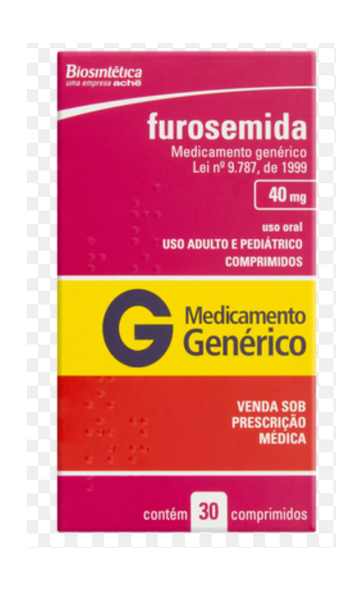 Biosintética
uma empresa achē
furosemida
Medicamento genérico
Lei nº 9.787, de 1999
40 mg
uso oral
USO ADULTO E PEDIÁTRICO
COMPRIMIDOS
G Medicamento
Genérico
VENDA SOB
PRESCRIÇÃO
MÉDICA
contém 30 comprimidos